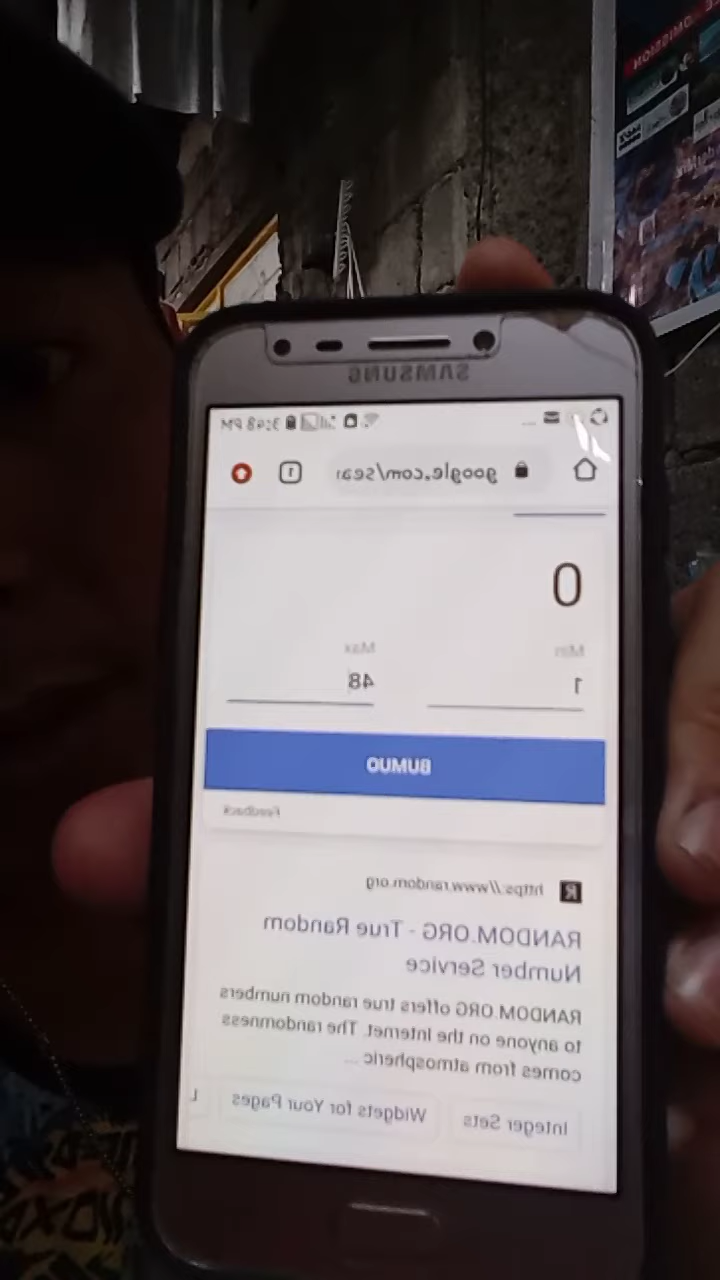 SAMSUNG
... 3:48 PM
google.com/sear
1
0
Min Max
1 48
BUMUO
Feedback
R https://www.random.org
RANDOM.ORG - True Random
Number Service
RANDOM.ORG offers true random numbers
to anyone on the Internet. The randomness
comes from atmospheric ...
Integer Sets Widgets for Your Pages L